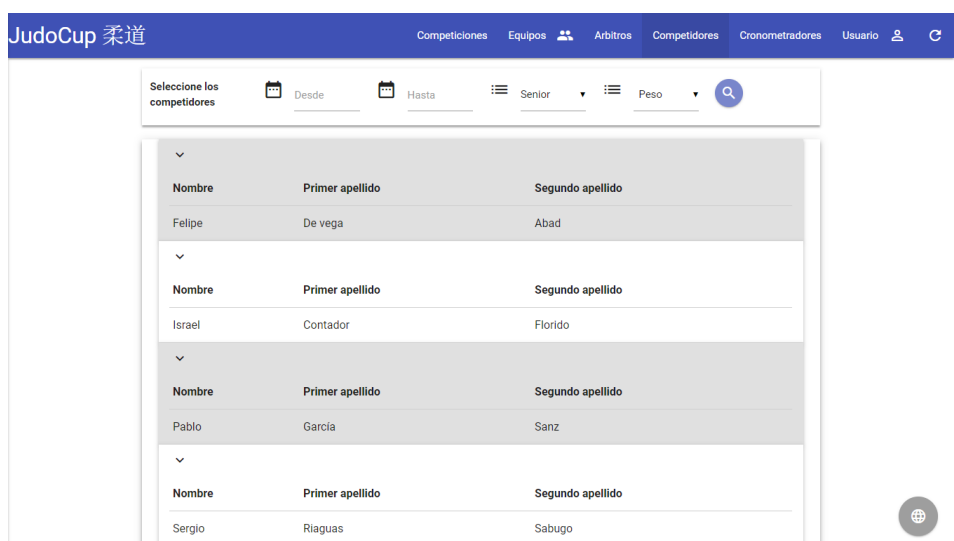 JudoCup 柔道 Competiciones Equipos Arbitros Competidores Cronometradores Usuario
Seleccione los competidores Desde Hasta Senior Peso
Nombre Primer apellido Segundo apellido
Felipe De vega Abad
Nombre Primer apellido Segundo apellido
Israel Contador Florido
Nombre Primer apellido Segundo apellido
Pablo García Sanz
Nombre Primer apellido Segundo apellido
Sergio Riaguas Sabugo